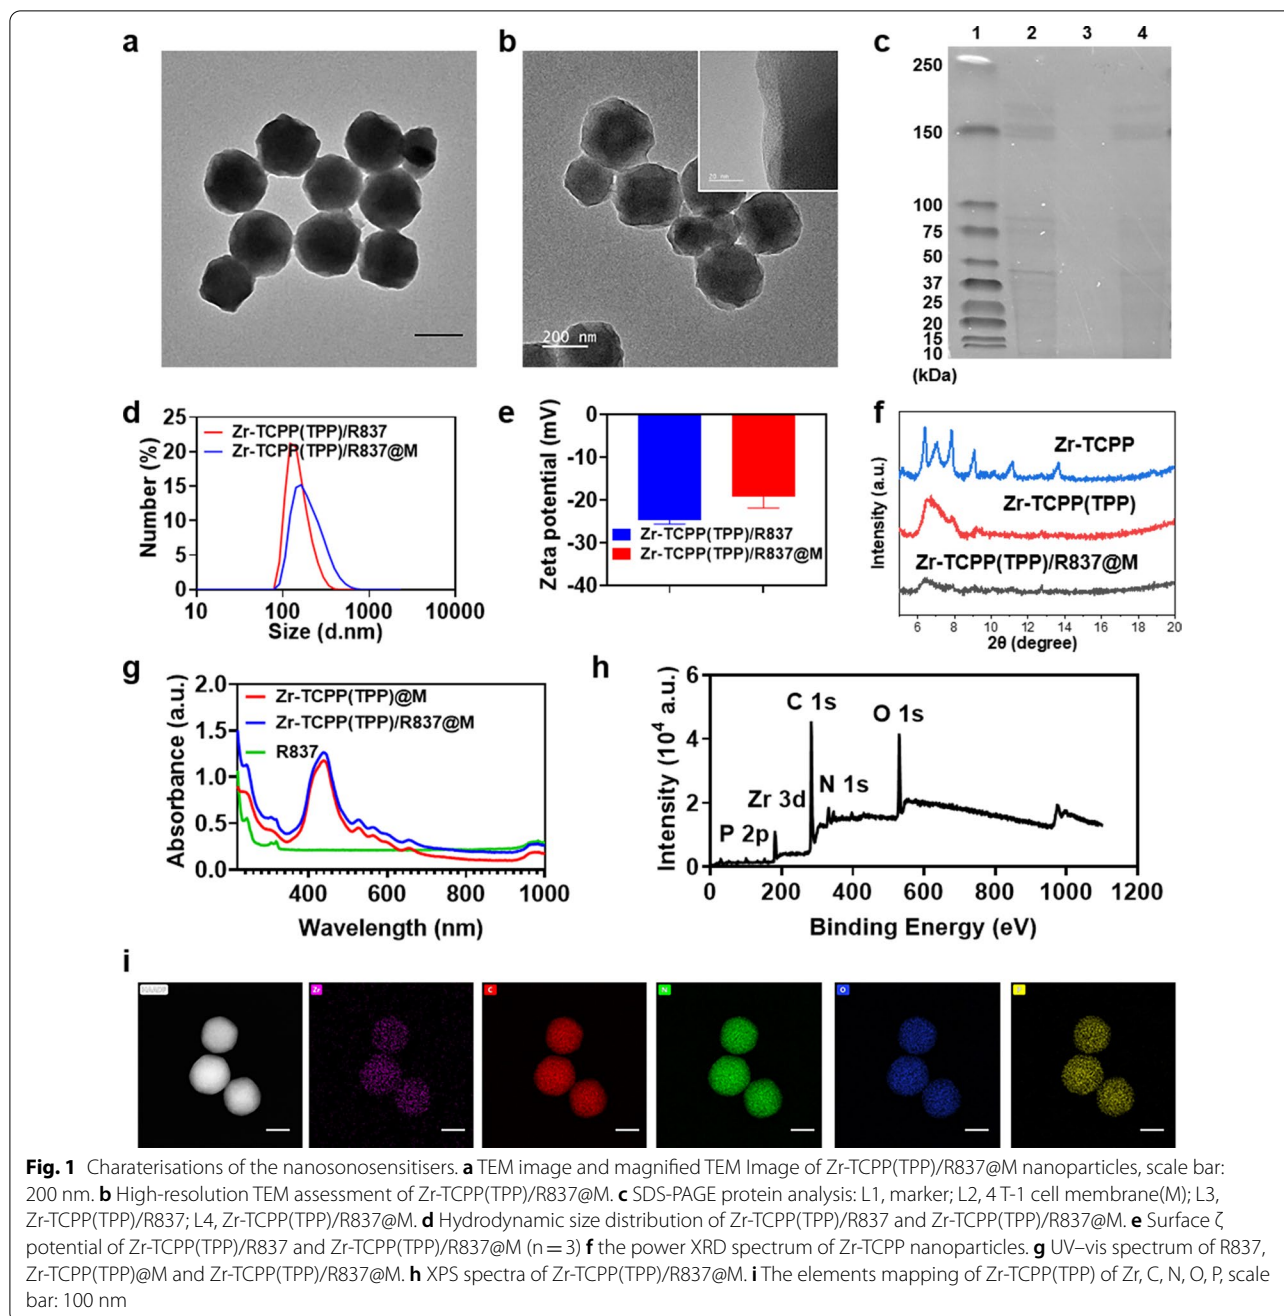 a
b
20 nm
200 nm
c
1 2 3 4
250
150
100
75
50
37
25
20
15
10
(kDa)
d
Number (%)
25
20
15
10
5
0
Zr-TCPP(TPP)/R837
Zr-TCPP(TPP)/R837@M
10 100 1000 10000
Size (d.nm)
e
Zeta potential (mV)
0
-10
-20
-30
-40
Zr-TCPP(TPP)/R837
Zr-TCPP(TPP)/R837@M
f
Intensity (a.u.)
Zr-TCPP
Zr-TCPP(TPP)
Zr-TCPP(TPP)/R837@M
6 8 10 12 14 16 18 20
2θ (degree)
g
Absorbance (a.u.)
2.0
1.5
1.0
0.5
0.0
Zr-TCPP(TPP)@M
Zr-TCPP(TPP)/R837@M
R837
400 600 800 1000
Wavelength (nm)
h
Intensity (10⁴ a.u.)
6
4
2
0
P 2p
Zr 3d
C 1s
N 1s
O 1s
0 200 400 600 800 1000 1200
Binding Energy (eV)
i
HAADF
Zr
C
N
O
Fig. 1 Charaterisations of the nanosonosensitisers. a TEM image and magnified TEM Image of Zr-TCPP(TPP)/R837@M nanoparticles, scale bar:
200 nm. b High-resolution TEM assessment of Zr-TCPP(TPP)/R837@M. c SDS-PAGE protein analysis: L1, marker; L2, 4 T-1 cell membrane(M); L3,
Zr-TCPP(TPP)/R837; L4, Zr-TCPP(TPP)/R837@M. d Hydrodynamic size distribution of Zr-TCPP(TPP)/R837 and Zr-TCPP(TPP)/R837@M. e Surface ζ
potential of Zr-TCPP(TPP)/R837 and Zr-TCPP(TPP)/R837@M (n = 3) f the power XRD spectrum of Zr-TCPP nanoparticles. g UV–vis spectrum of R837,
Zr-TCPP(TPP)@M and Zr-TCPP(TPP)/R837@M. h XPS spectra of Zr-TCPP(TPP)/R837@M. i The elements mapping of Zr-TCPP(TPP) of Zr, C, N, O, P, scale
bar: 100 nm